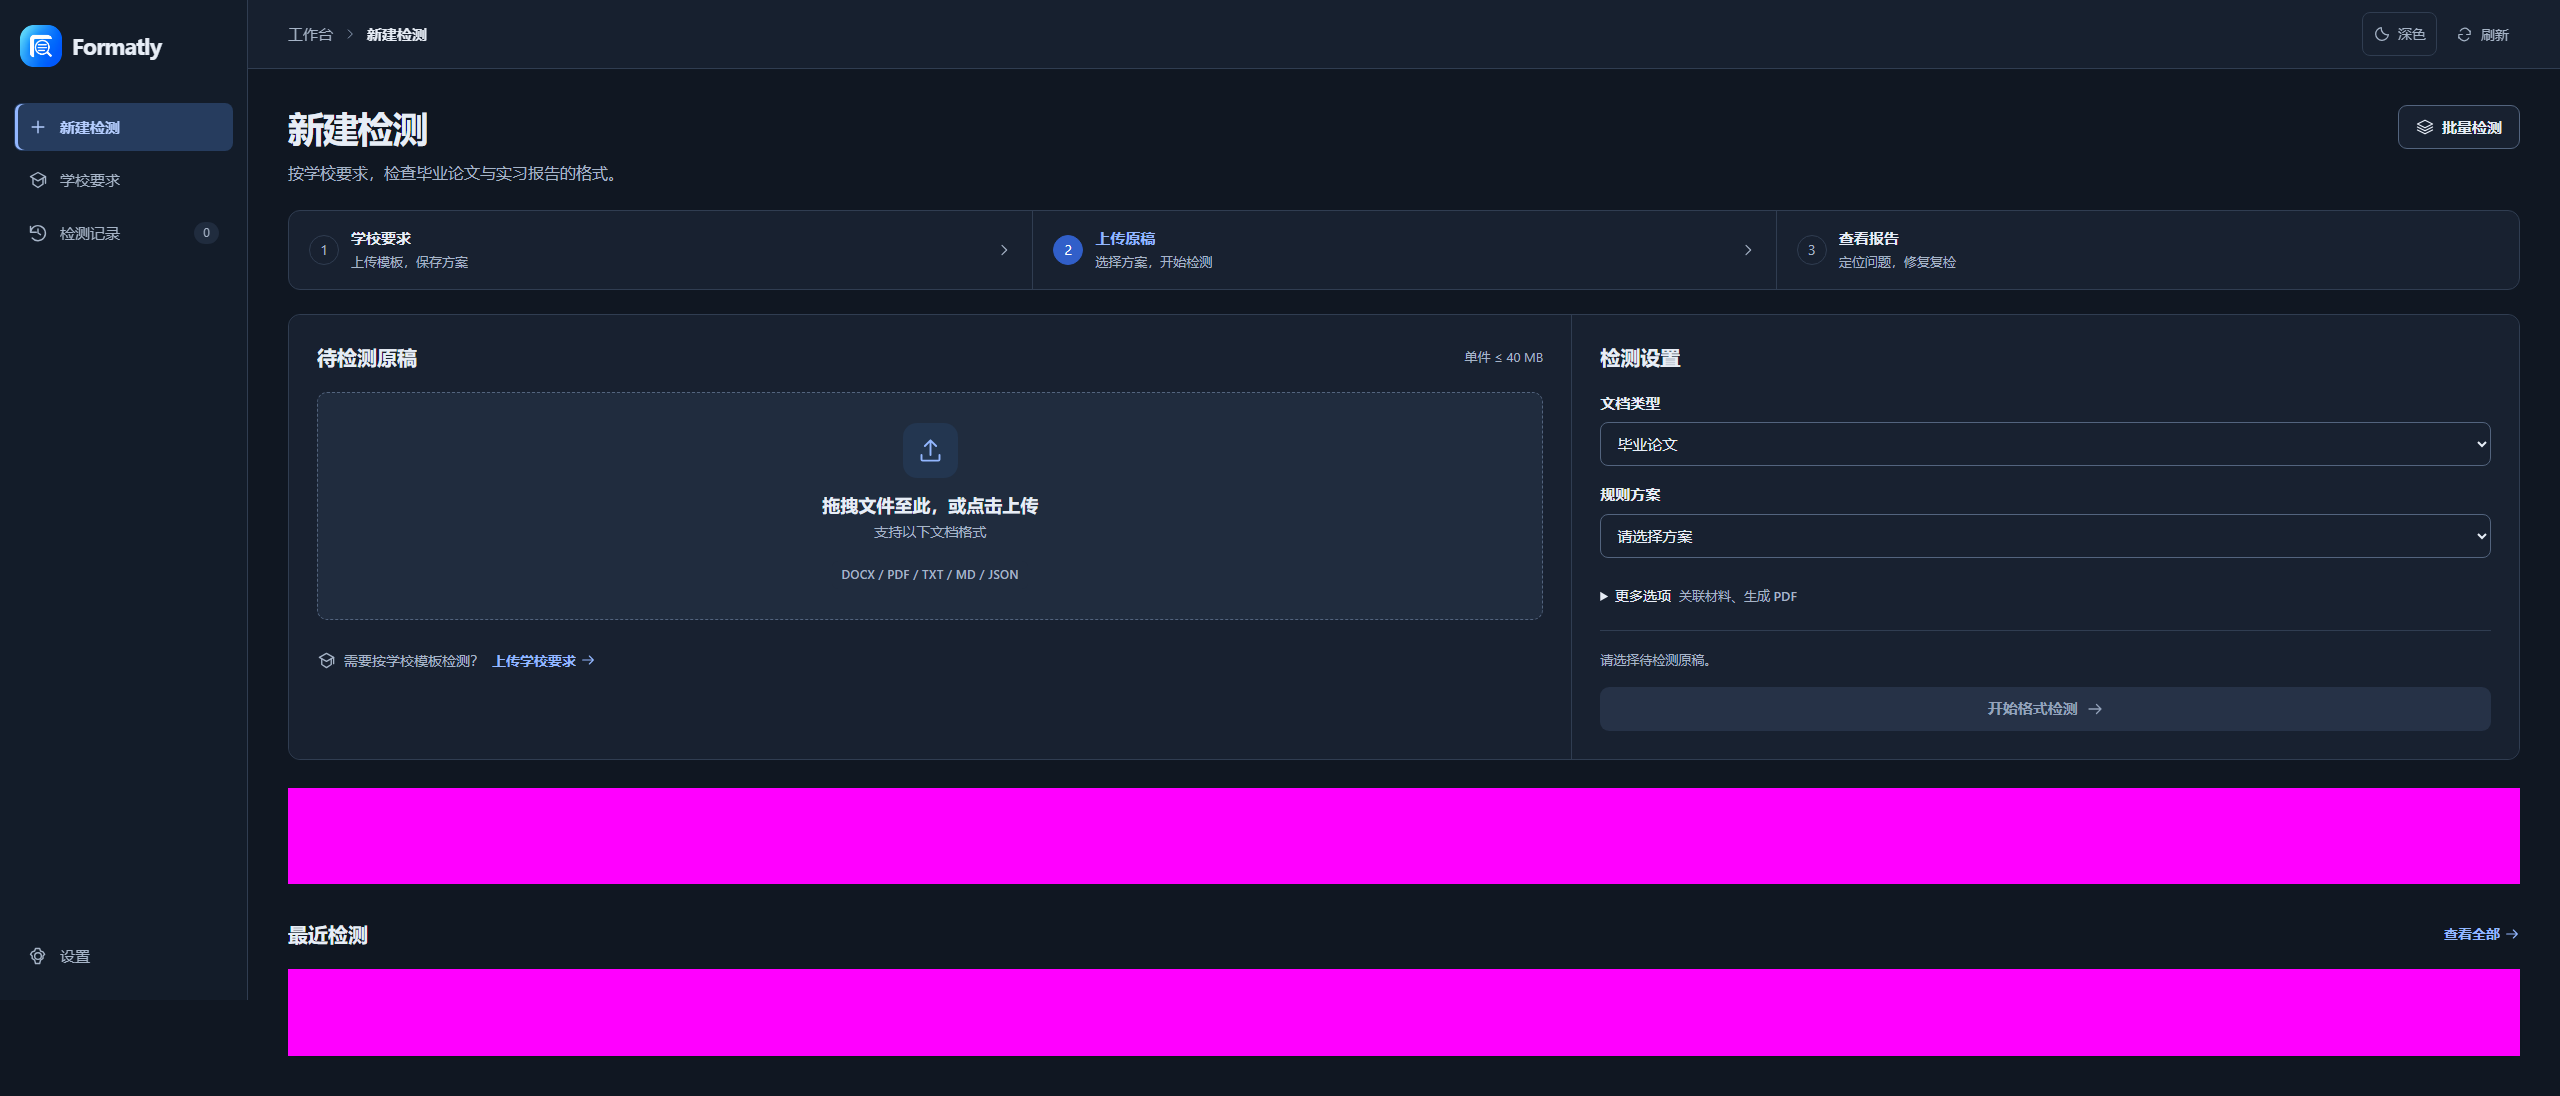 Formatly
新建检测
学校要求
检测记录
0
设置
工作台
新建检测
深色
刷新
新建检测
按学校要求，检查毕业论文与实习报告的格式。
批量检测
1
学校要求
上传模板，保存方案
2
上传原稿
选择方案，开始检测
3
查看报告
定位问题，修复复检
待检测原稿
单件 ≤ 40 MB
拖拽文件至此，或点击上传
支持以下文档格式
DOCX / PDF / TXT / MD / JSON
需要按学校模板检测？
上传学校要求
检测设置
文档类型
毕业论文
规则方案
请选择方案
更多选项 关联材料、生成 PDF
请选择待检测原稿。
开始格式检测
最近检测
查看全部